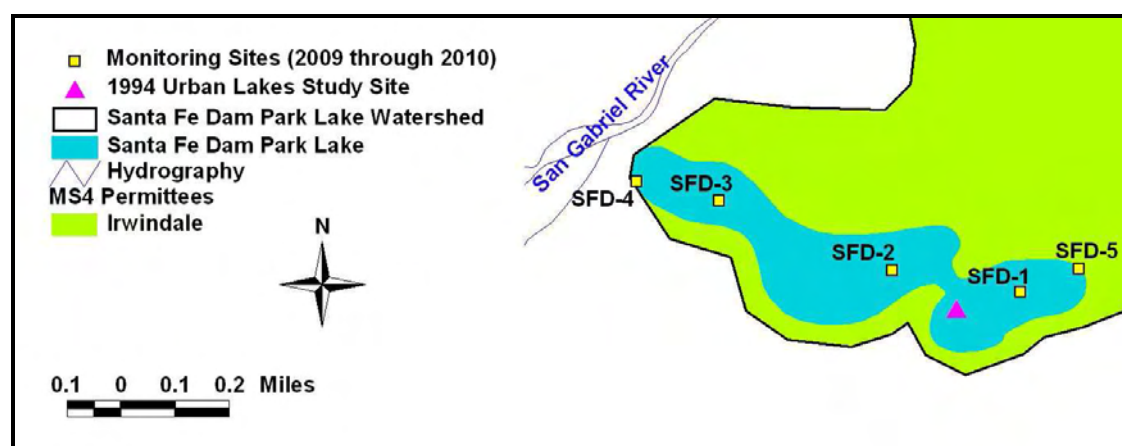 Monitoring Sites (2009 through 2010)
1994 Urban Lakes Study Site
Santa Fe Dam Park Lake Watershed
Santa Fe Dam Park Lake
Hydrography
MS4 Permittees
Irwindale
N
0.1 0 0.1 0.2 Miles
San Gabriel River
SFD-4
SFD-3
SFD-2
SFD-1
SFD-5